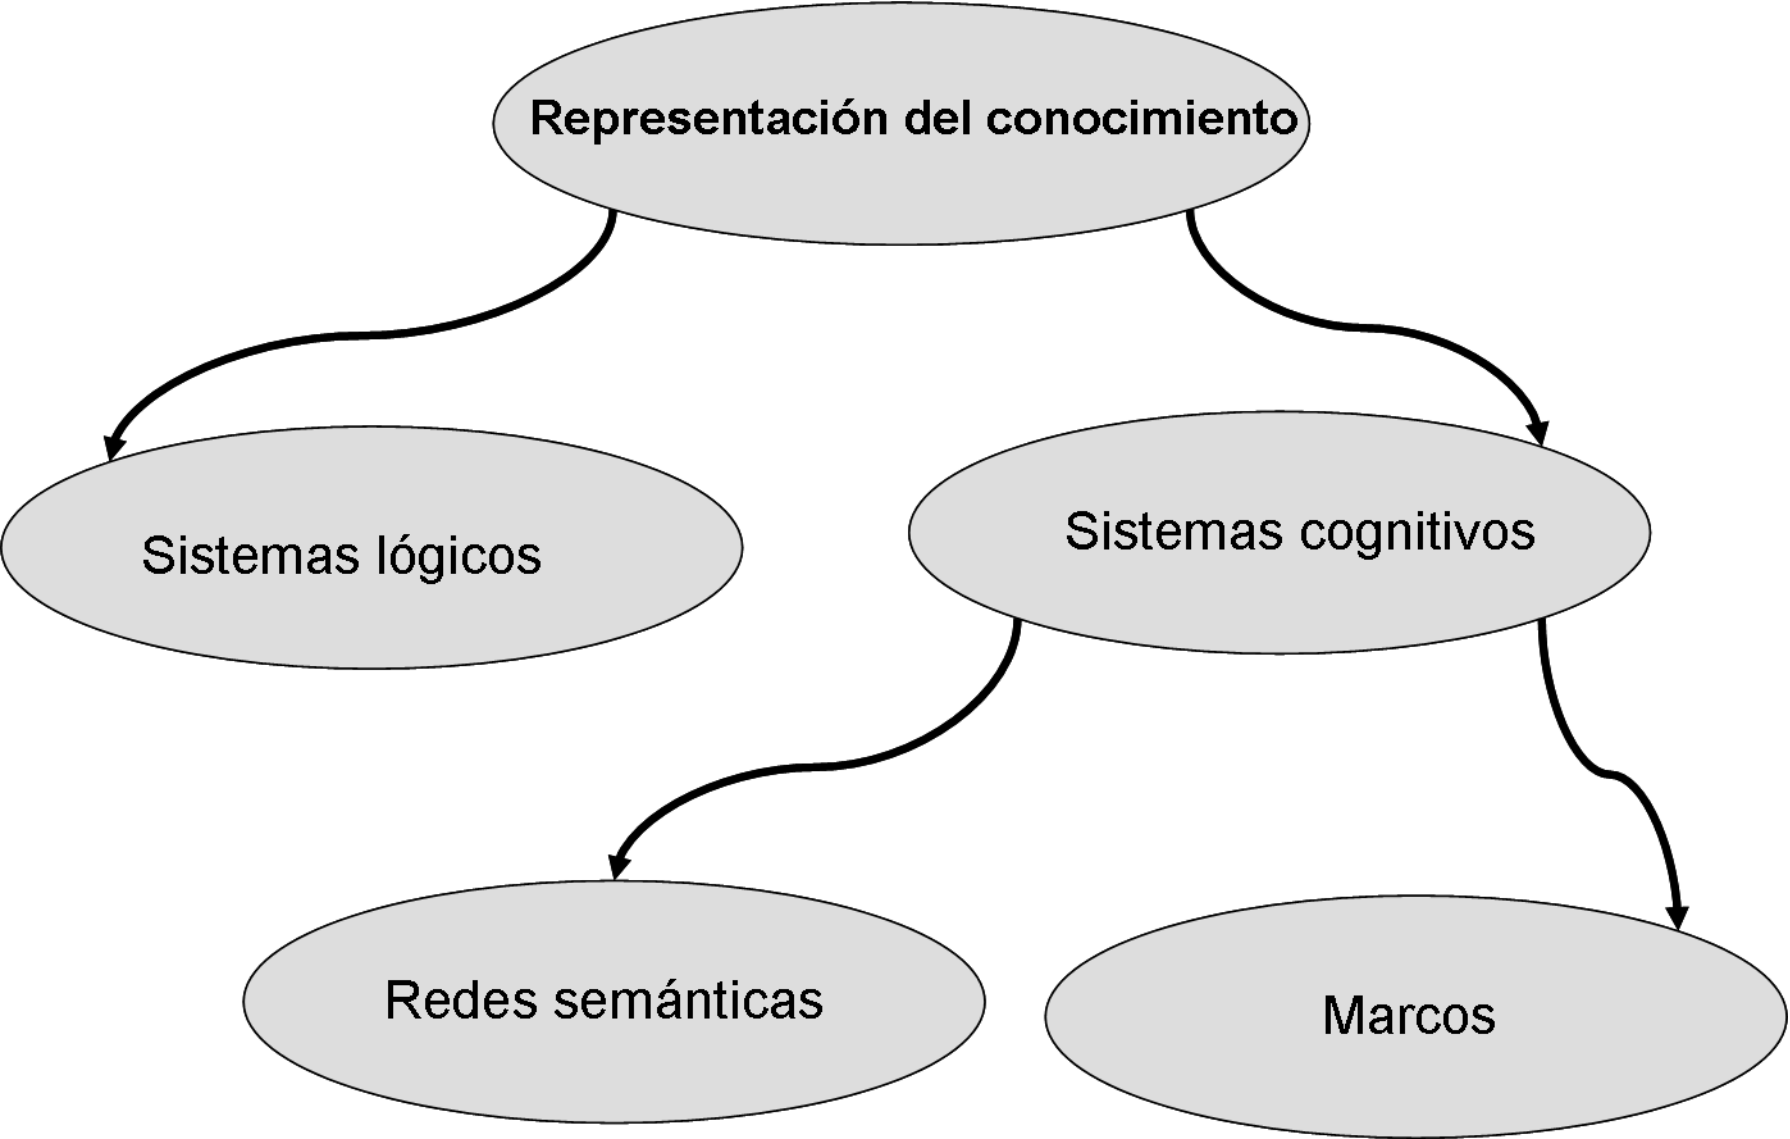 Representación del conocimiento
Sistemas lógicos
Sistemas cognitivos
Redes semánticas
Marcos